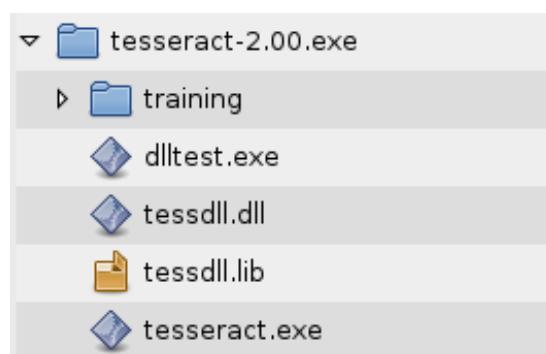 tesseract-2.00.exe
training
dlltest.exe
tessdll.dll
tessdll.lib
tesseract.exe